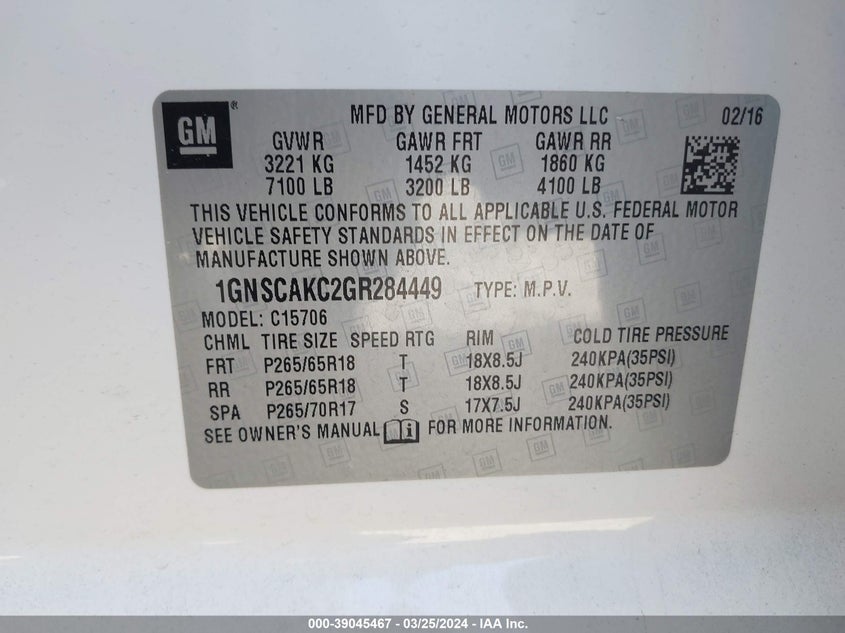 GM ® MFD BY GENERAL MOTORS LLC 02/16
GVWR GAWR FRT GAWR RR
3221 KG 1452 KG 1860 KG
7100 LB 3200 LB 4100 LB
THIS VEHICLE CONFORMS TO ALL APPLICABLE U.S. FEDERAL MOTOR
VEHICLE SAFETY STANDARDS IN EFFECT ON THE DATE OF
MANUFACTURE SHOWN ABOVE.
1GNSCAKC2GR284449 TYPE: M.P.V.
MODEL: C15706
CHML TIRE SIZE SPEED RTG RIM COLD TIRE PRESSURE
FRT P265/65R18 T 18X8.5J 240KPA(35PSI)
RR P265/65R18 T 18X8.5J 240KPA(35PSI)
SPA P265/70R17 S 17X7.5J 240KPA(35PSI)
SEE OWNER'S MANUAL FOR MORE INFORMATION.
000-39045467 - 03/25/2024 - IAA Inc.